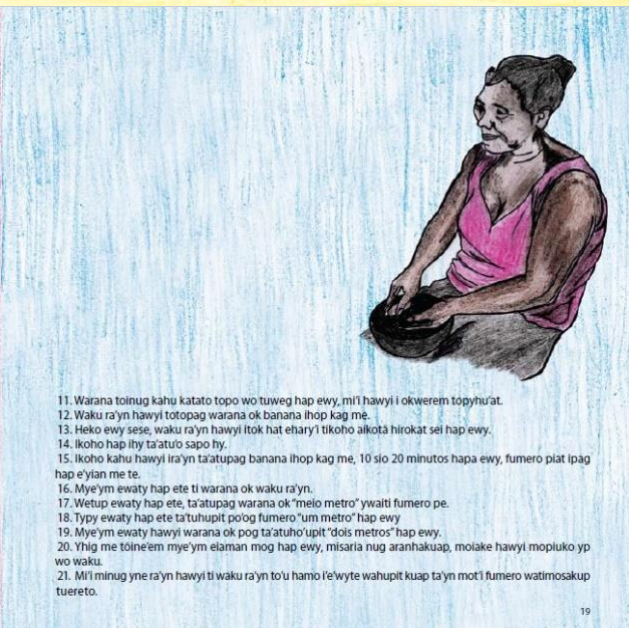 11. Warana toinug kahu katato topo wo tuweg hap ewy, mi'i hawyi i okwerem topyhu'at.
12. Waku ra'yn hawyi totopag warana ok banana ihop kag me.
13. Heko ewy sese, waku ra'yn hawyi itok hat ehary'i tikoho aikotã hirokat sei hap ewy.
14. Ikoho hap ihy ta'atu'o sapo hy.
15. Ikoho kahu hawyi ira'yn ta'atupag banana ihop kag me, 10 sio 20 minutos hapa ewy, fumero piat ipag
hap e'yian me te.
16. Mye'ym ewaty hap ete ti warana ok waku ra'yn.
17. Wetup ewaty hap ete, ta'atupag warana ok "meio metro" ywaiti fumero pe.
18. Typy ewaty hap ete ta'tuhupit po'og fumero "um metro" hap ewy
19. Mye'ym ewaty hawyi warana ok pog ta'atuho'upit "dois metros" hap ewy.
20. Yhig me tõine'em mye'ym eiaman mog hap ewy, misaria nug aranhakuap, moiake hawyi mopiuko yp
wo waku.
21. Mi'i minug yne ra'yn hawyi ti waku ra'yn to'u hamo i'e'wyte wahupit kuap ta'yn mot'i fumero watimosakup
tuereto.
19